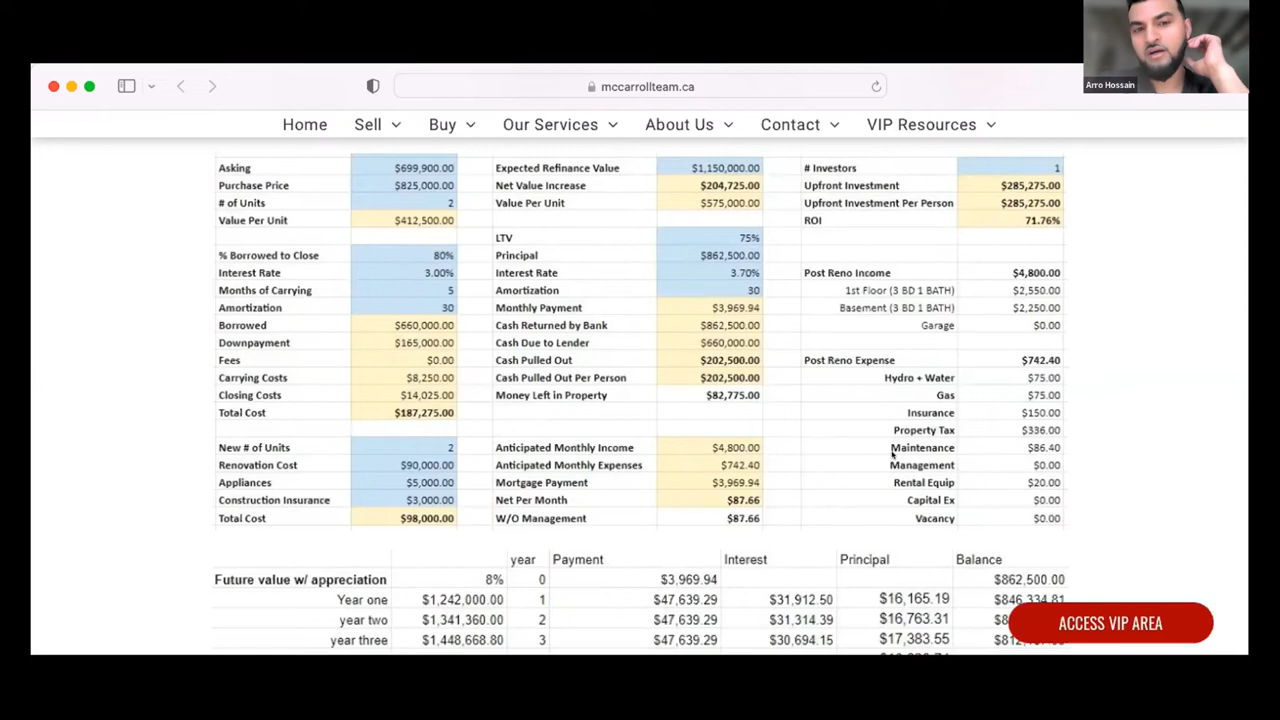 Arro Hossain
mccarrollteam.ca
Home Sell Buy Our Services About Us Contact VIP Resources
Asking $699,900.00 Expected Refinance Value $1,150,000.00 # Investors 1
Purchase Price $825,000.00 Net Value Increase $204,725.00 Upfront Investment $285,275.00
# of Units 2 Value Per Unit $575,000.00 Upfront Investment Per Person $285,275.00
Value Per Unit $412,500.00 ROI 71.76%
LTV 75%
% Borrowed to Close 80% Principal $862,500.00
Interest Rate 3.00% Interest Rate 3.70% Post Reno Income $4,800.00
Months of Carrying 5 Amortization 30 1st Floor (3 BD 1 BATH) $2,550.00
Amortization 30 Monthly Payment $3,969.94 Basement (3 BD 1 BATH) $2,250.00
Borrowed $660,000.00 Cash Returned by Bank $862,500.00 Garage $0.00
Downpayment $165,000.00 Cash Due to Lender $660,000.00
Fees $0.00 Cash Pulled Out $202,500.00 Post Reno Expense $742.40
Carrying Costs $8,250.00 Cash Pulled Out Per Person $202,500.00 Hydro + Water $75.00
Closing Costs $14,025.00 Money Left in Property $82,775.00 Gas $75.00
Total Cost $187,275.00 Insurance $150.00
Property Tax $336.00
New # of Units 2 Anticipated Monthly Income $4,800.00 Maintenance $86.40
Renovation Cost $90,000.00 Anticipated Monthly Expenses $742.40 Management $0.00
Appliances $5,000.00 Mortgage Payment $3,969.94 Rental Equip $20.00
Construction Insurance $3,000.00 Net Per Month $87.66 Capital Ex $0.00
Total Cost $98,000.00 W/O Management $87.66 Vacancy $0.00
year Payment Interest Principal Balance
Future value w/ appreciation 8% 0 $3,969.94 $862,500.00
Year one $1,242,000.00 1 $47,639.29 $31,912.50 $16,165.19 $846,334.81
year two $1,341,360.00 2 $47,639.29 $31,314.39 $16,763.31
year three $1,448,668.80 3 $47,639.29 $30,694.15 $17,383.55
ACCESS VIP AREA